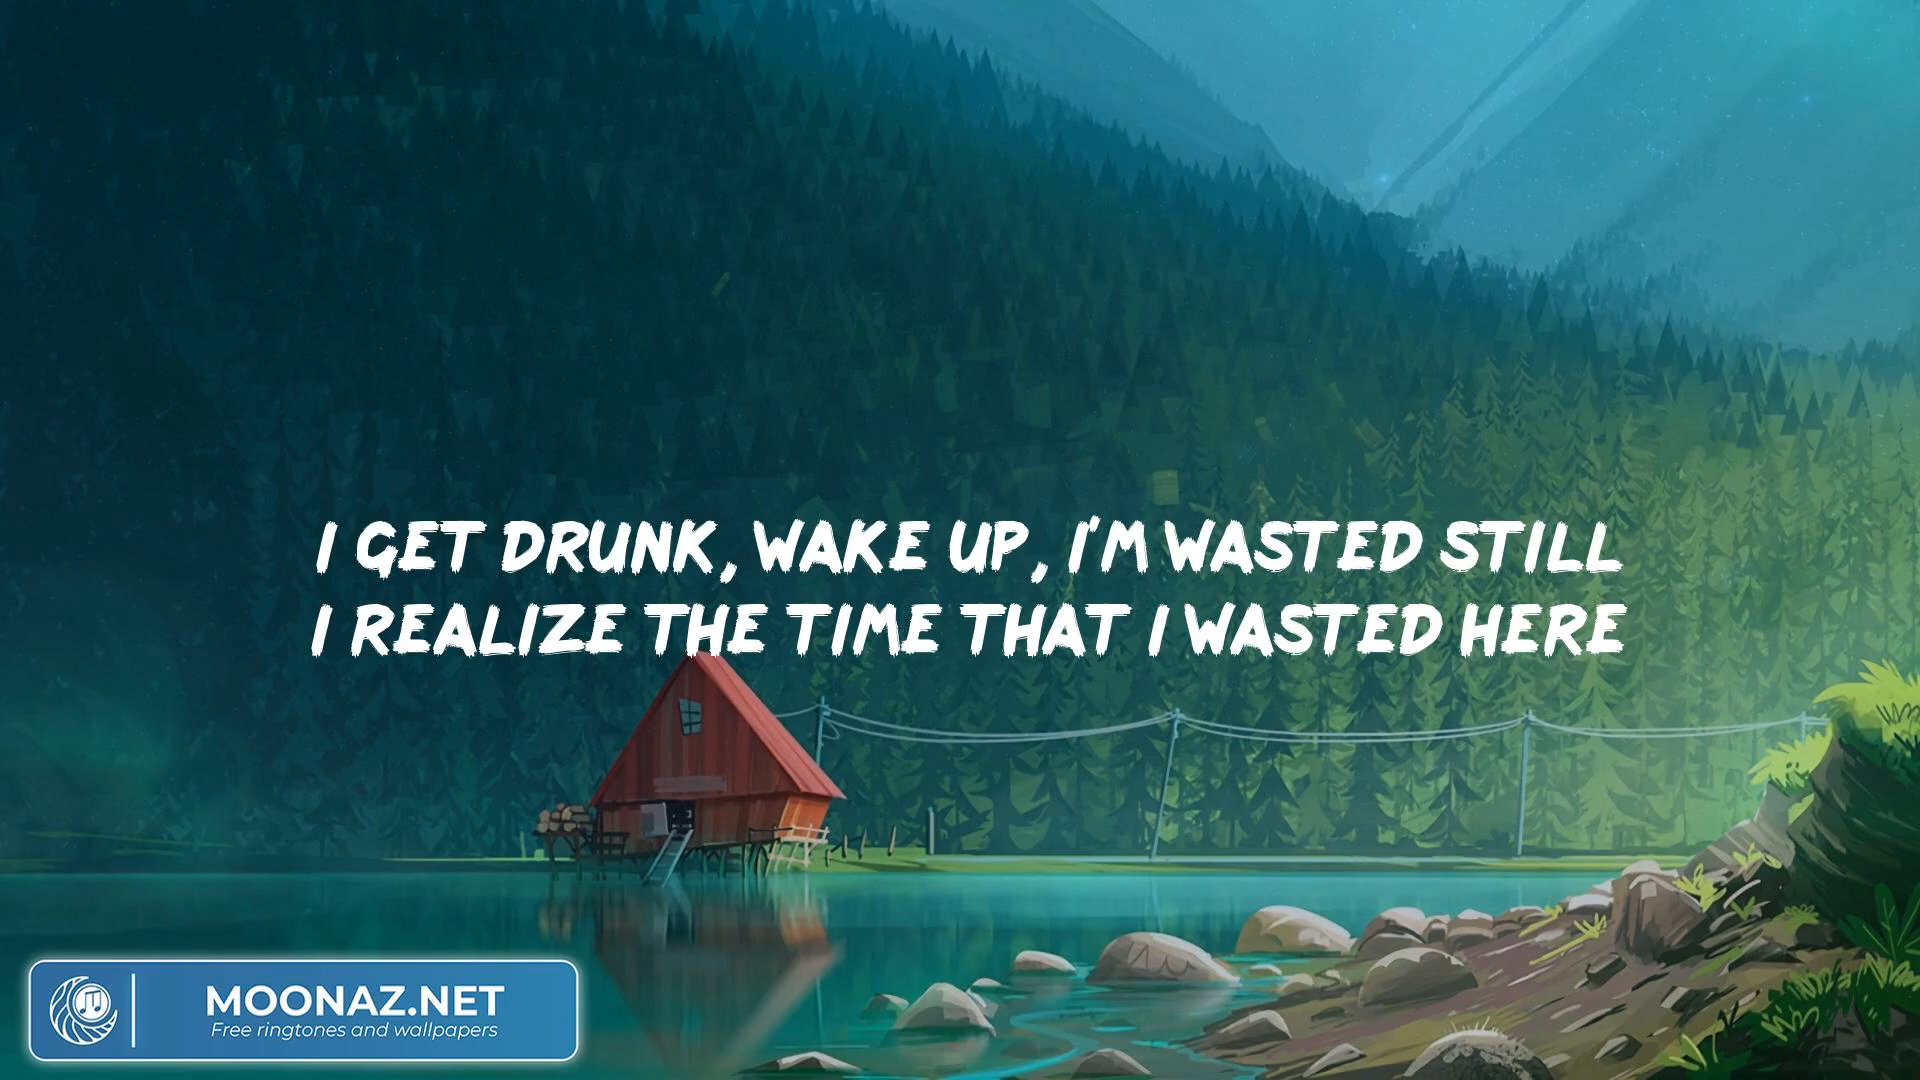 I GET DRUNK, WAKE UP, I'M WASTED STILL
I REALIZE THE TIME THAT I WASTED HERE
MOONAZ.NET
Free ringtones and wallpapers